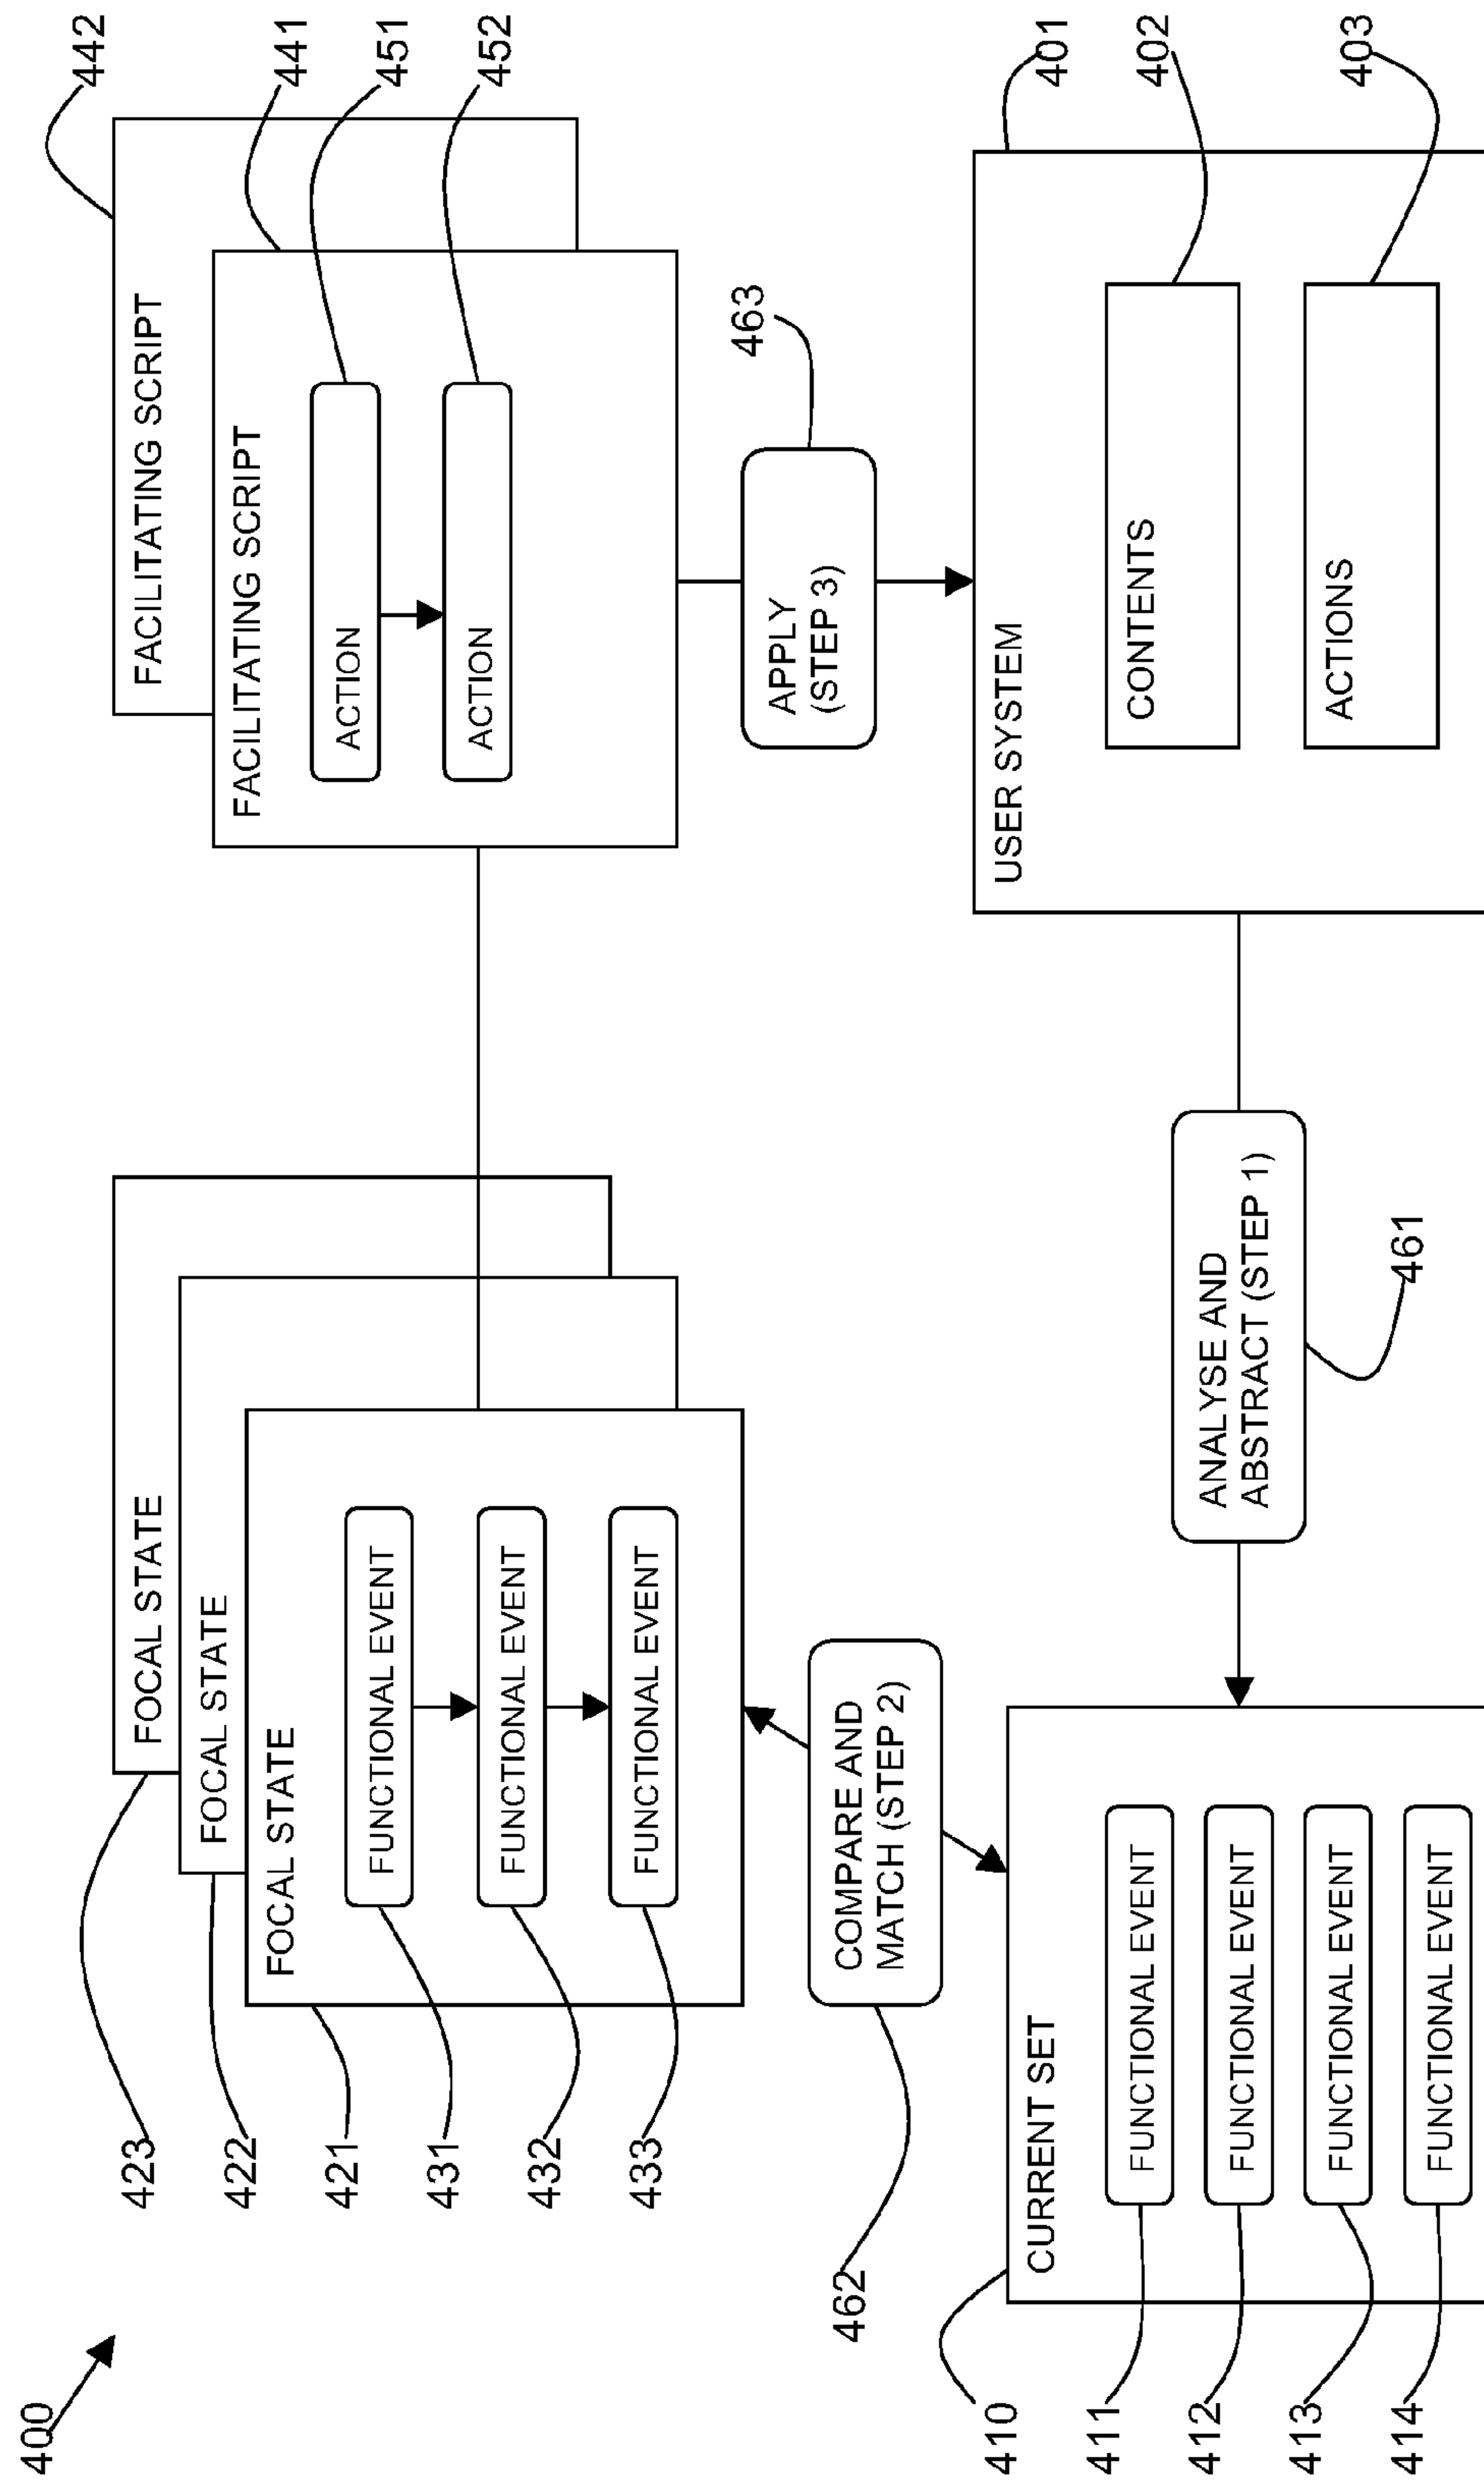 400
423
FOCAL STATE
422
FOCAL STATE
421
FOCAL STATE
431
FUNCTIONAL EVENT
432
FUNCTIONAL EVENT
433
FUNCTIONAL EVENT
442
FACILITATING SCRIPT
441
FACILITATING SCRIPT
451
ACTION
452
ACTION
462
COMPARE AND
MATCH (STEP 2)
463
APPLY
(STEP 3)
410
CURRENT SET
411
FUNCTIONAL EVENT
412
FUNCTIONAL EVENT
413
FUNCTIONAL EVENT
414
FUNCTIONAL EVENT
ANALYSE AND
ABSTRACT (STEP 1)
461
401
USER SYSTEM
402
CONTENTS
403
ACTIONS